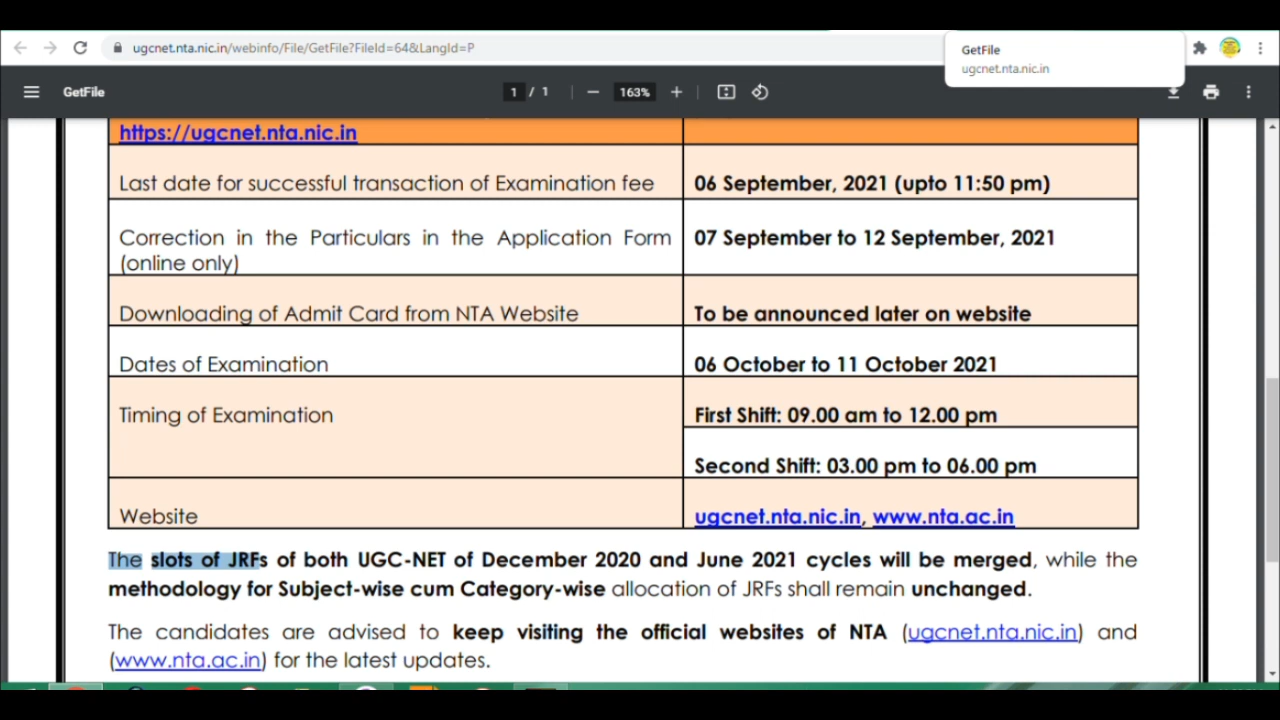 ugcnet.nta.nic.in/webinfo/File/GetFile?FileId=64&LangId=P
GetFile
ugcnet.nta.nic.in
GetFile
1 / 1
163%
https://ugcnet.nta.nic.in
Last date for successful transaction of Examination fee 06 September, 2021 (upto 11:50 pm)
Correction in the Particulars in the Application Form 07 September to 12 September, 2021
(online only)
Downloading of Admit Card from NTA Website To be announced later on website
Dates of Examination 06 October to 11 October 2021
Timing of Examination First Shift: 09.00 am to 12.00 pm
Second Shift: 03.00 pm to 06.00 pm
Website ugcnet.nta.nic.in, www.nta.ac.in
The slots of JRFs of both UGC-NET of December 2020 and June 2021 cycles will be merged, while the
methodology for Subject-wise cum Category-wise allocation of JRFs shall remain unchanged.
The candidates are advised to keep visiting the official websites of NTA (ugcnet.nta.nic.in) and
(www.nta.ac.in) for the latest updates.